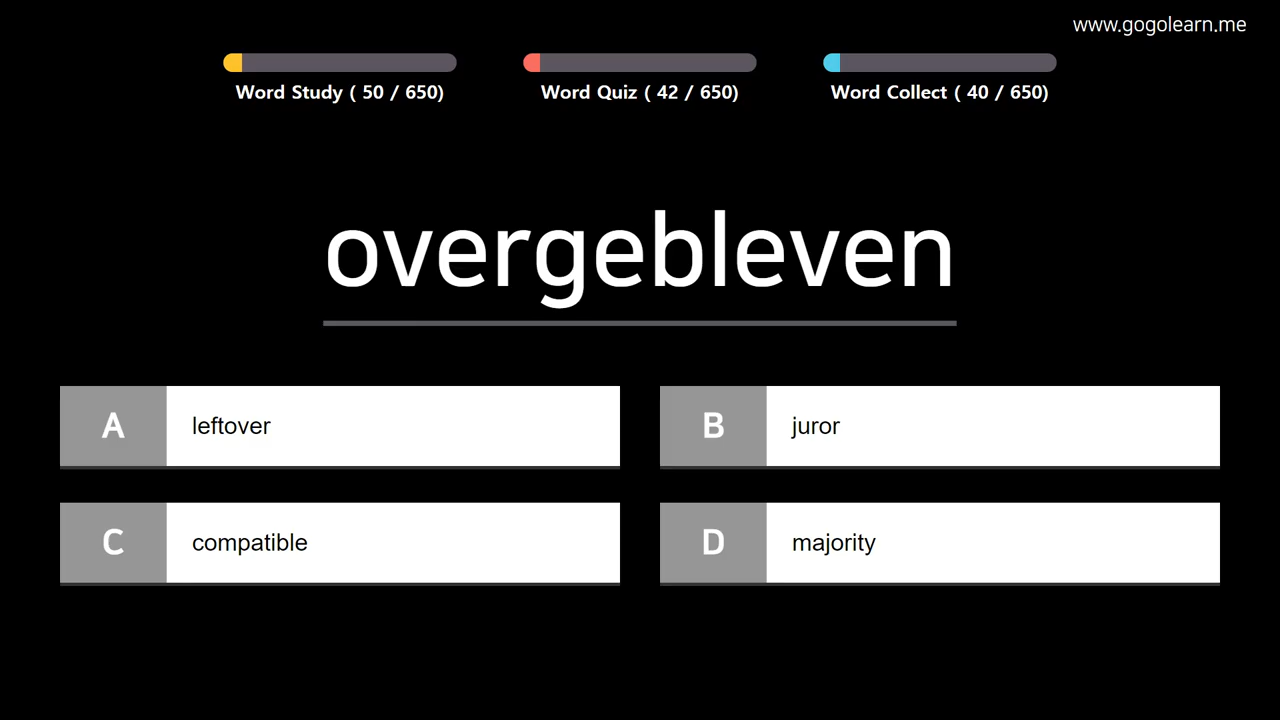 www.gogolearn.me
Word Study ( 50 / 650)
Word Quiz ( 42 / 650)
Word Collect ( 40 / 650)
overgebleven
A leftover
B juror
C compatible
D majority